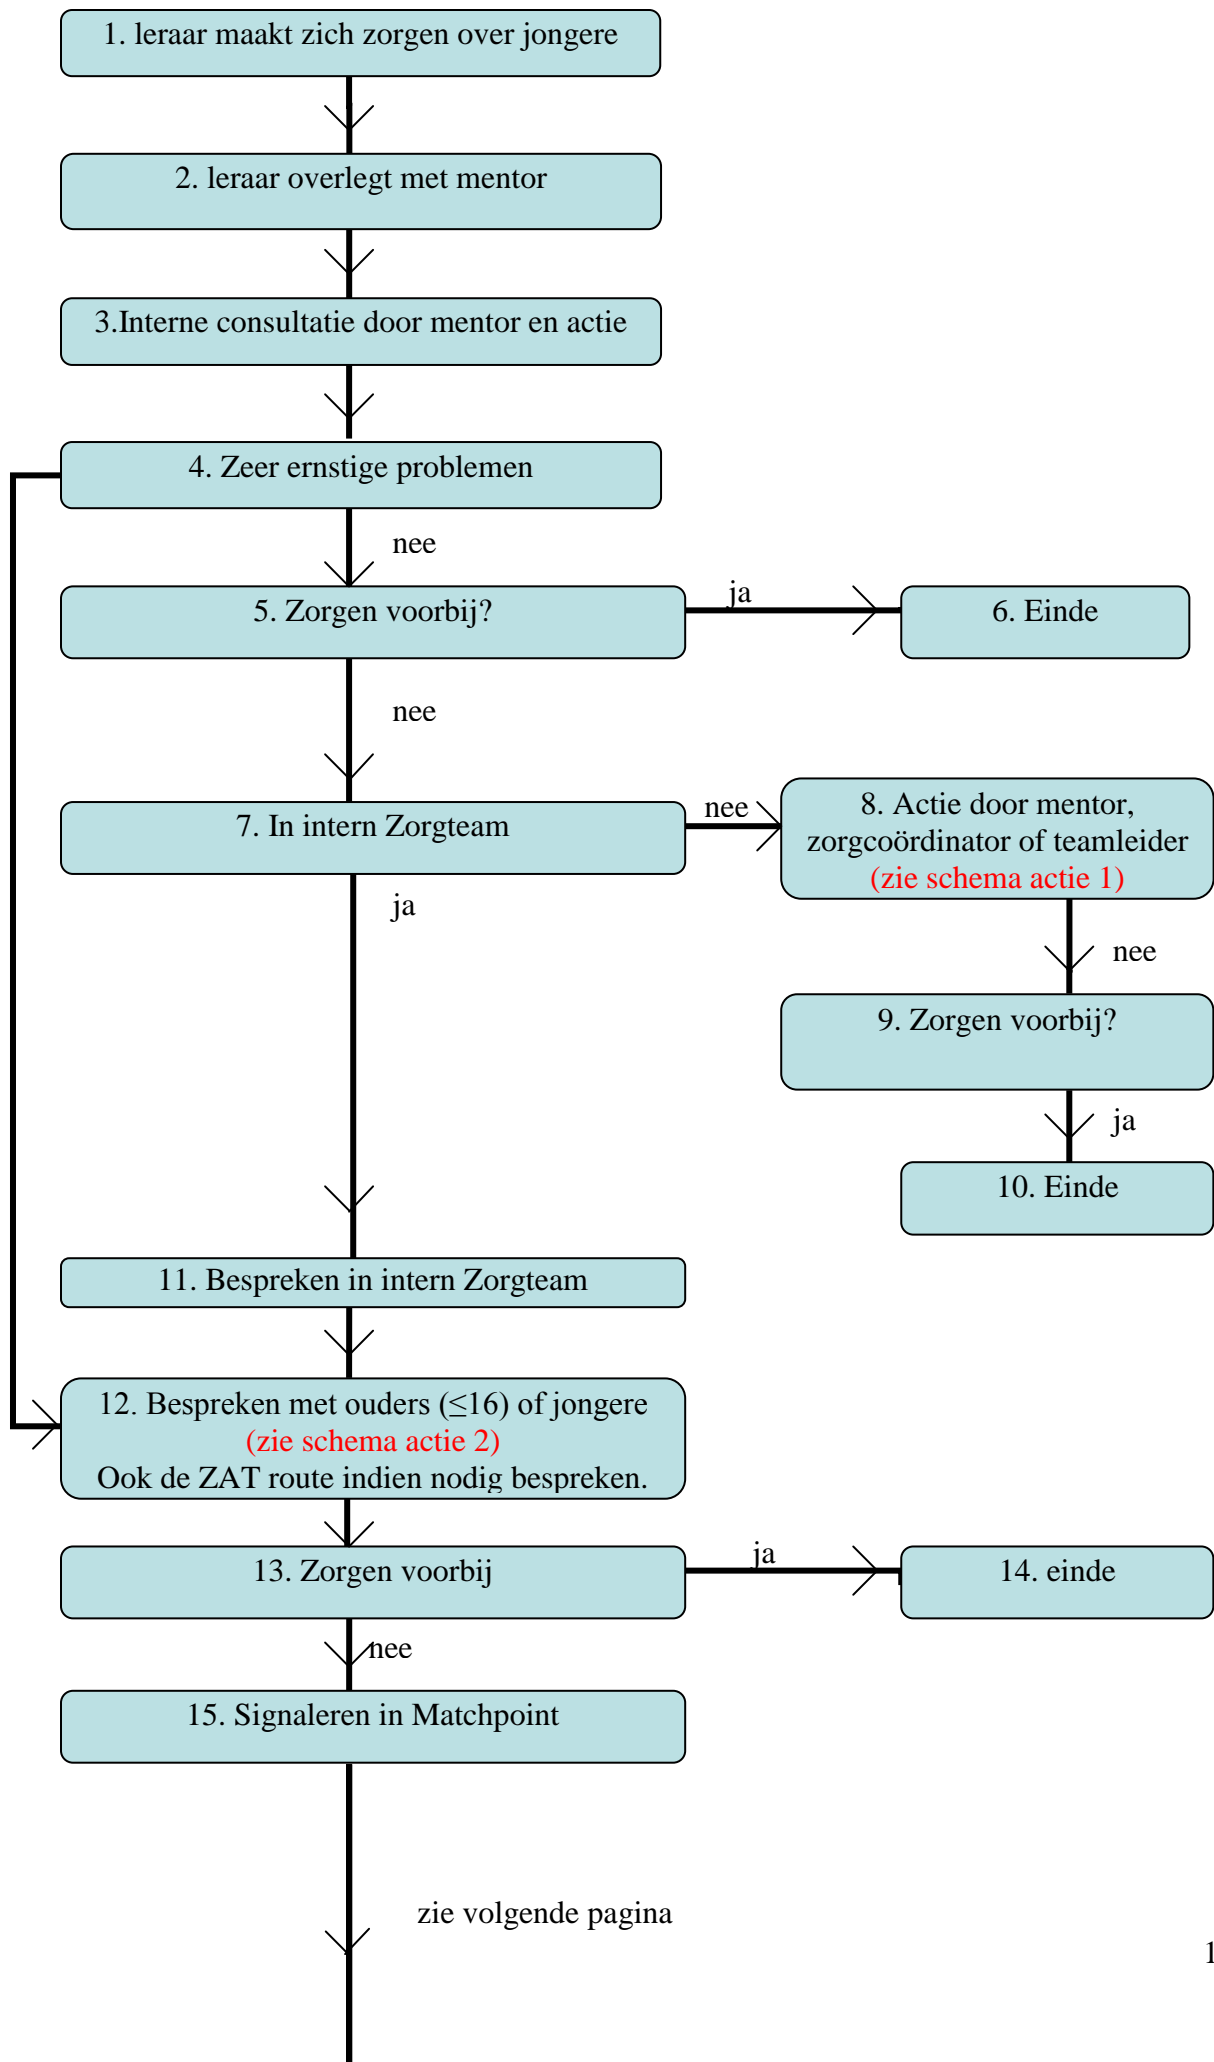 1. leraar maakt zich zorgen over jongere
2. leraar overlegt met mentor
3.Interne consultatie door mentor en actie
4. Zeer ernstige problemen
nee
5. Zorgen voorbij?
ja
6. Einde
nee
7. In intern Zorgteam
nee
8. Actie door mentor,
zorgcoördinator of teamleider
(zie schema actie 1)
ja
nee
9. Zorgen voorbij?
ja
10. Einde
11. Bespreken in intern Zorgteam
12. Bespreken met ouders (≤16) of jongere
(zie schema actie 2)
Ook de ZAT route indien nodig bespreken.
13. Zorgen voorbij
ja
14. einde
nee
15. Signaleren in Matchpoint
zie volgende pagina
1